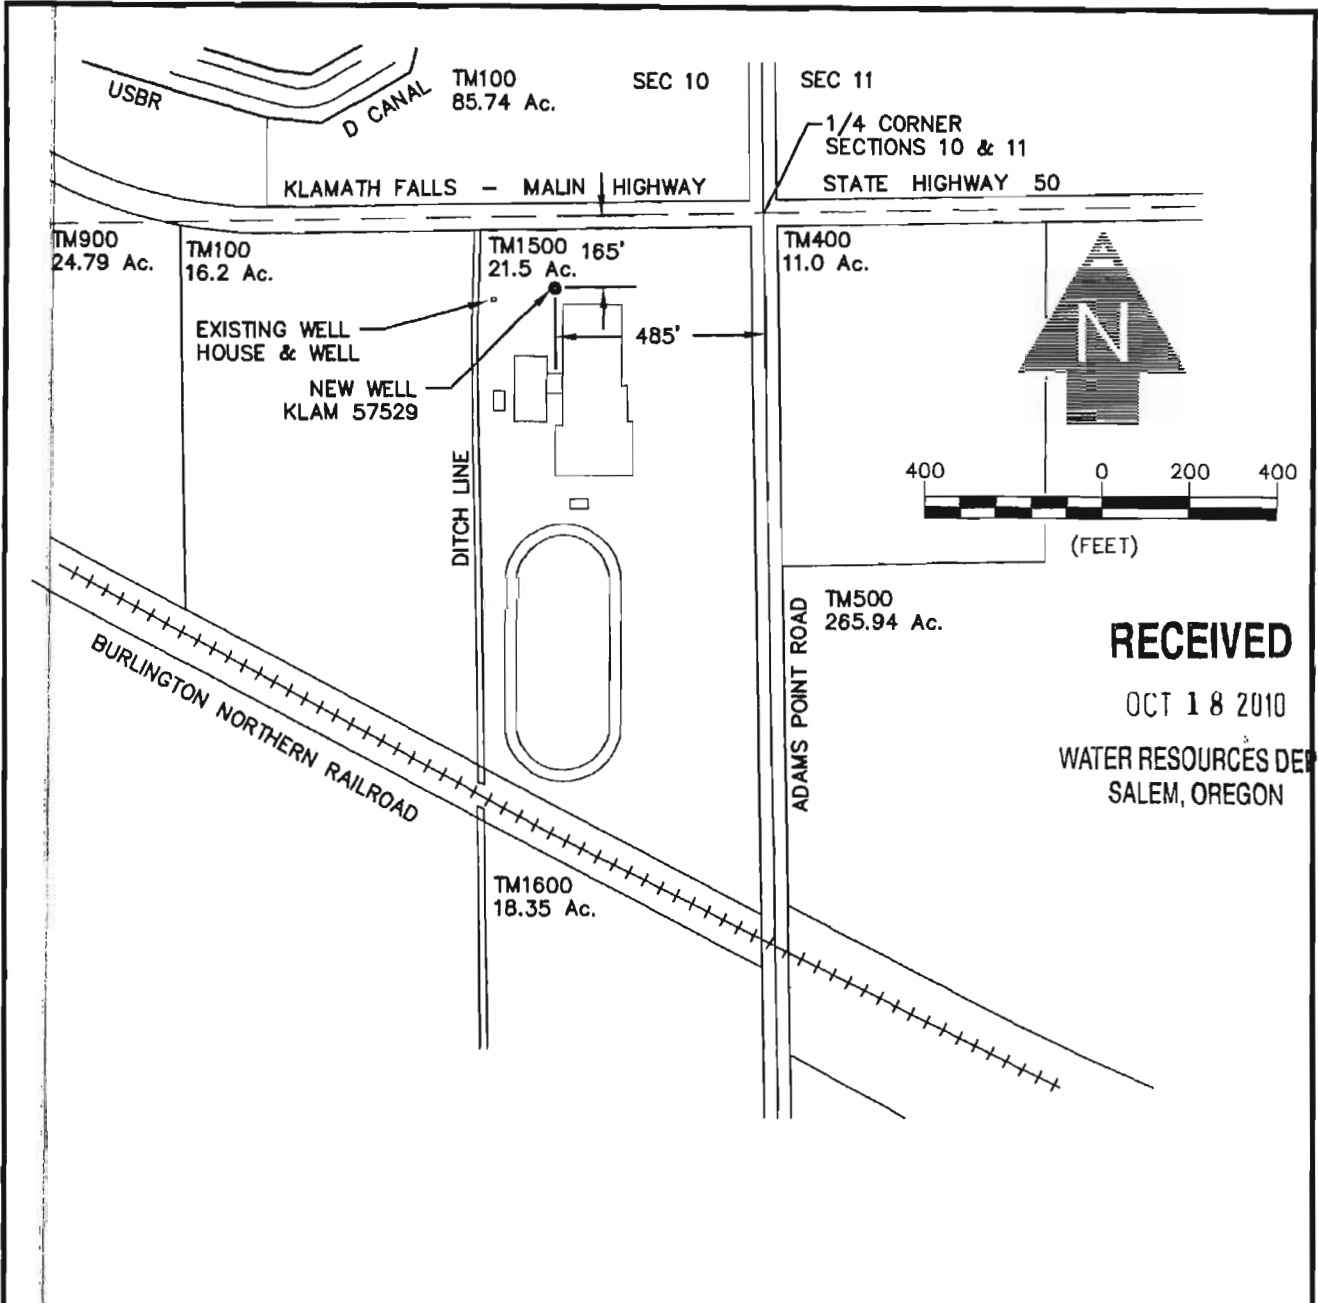 USBR
D CANAL
TM100
85.74 Ac.
SEC 10
SEC 11
1/4 CORNER
SECTIONS 10 & 11
KLAMATH FALLS - MALIN HIGHWAY
STATE HIGHWAY 50
TM900
24.79 Ac.
TM100
16.2 Ac.
TM1500
21.5 Ac.
165'
TM400
11.0 Ac.
N
EXISTING WELL
HOUSE & WELL
485'
NEW WELL
KLAM 57529
DITCH LINE
400 0 200 400
(FEET)
TM500
265.94 Ac.
ADAMS POINT ROAD
RECEIVED
OCT 18 2010
WATER RESOURCES DEP
SALEM, OREGON
BURLINGTON NORTHERN RAILROAD
TM1600
18.35 Ac.